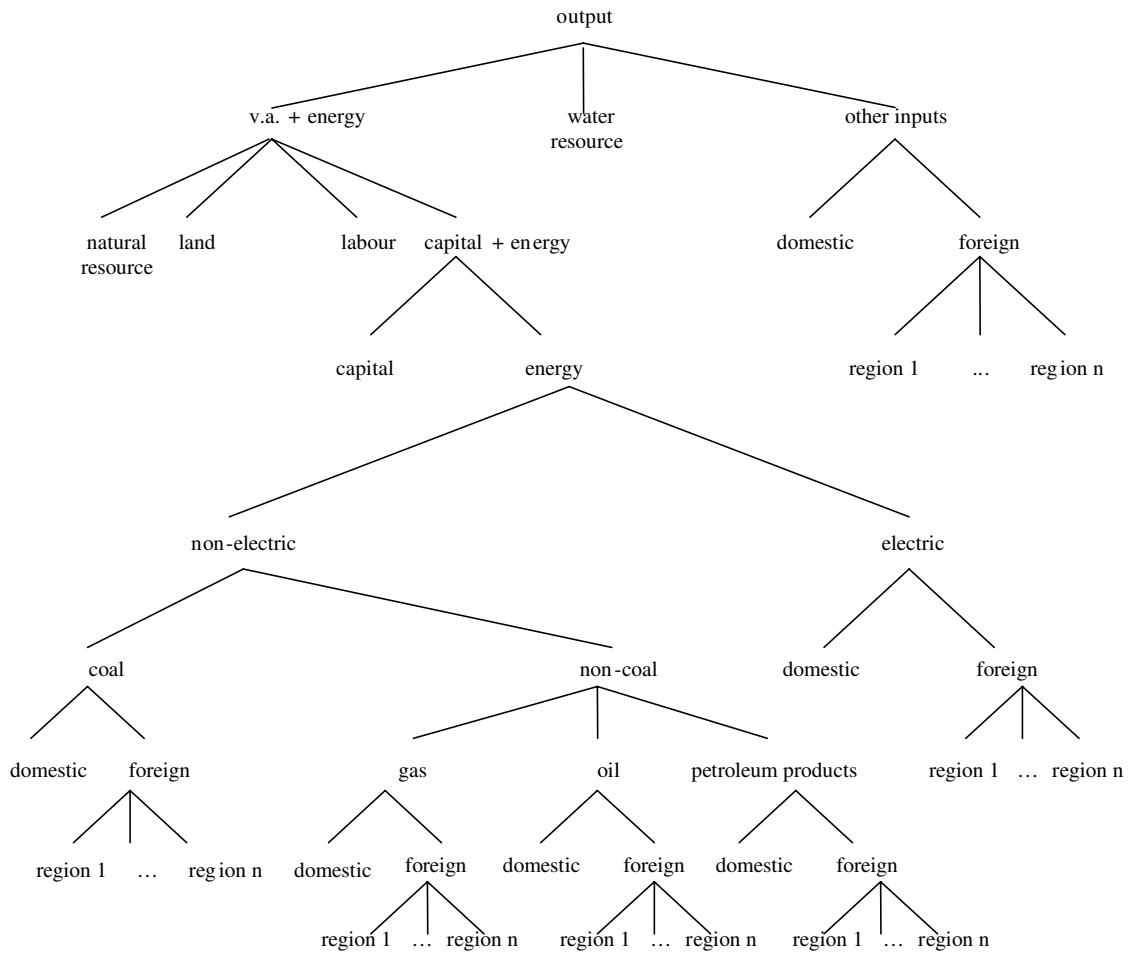 output
v.a. + energy
water
resource
other inputs
natural
resource
land
labour
capital + energy
domestic
foreign
capital
energy
region 1
...
region n
non-electric
electric
coal
non-coal
domestic
foreign
domestic
foreign
gas
oil
petroleum products
region 1
...
region n
region 1
...
region n
domestic
foreign
domestic
foreign
domestic
foreign
region 1
...
region n
region 1
...
region n
region 1
...
region n